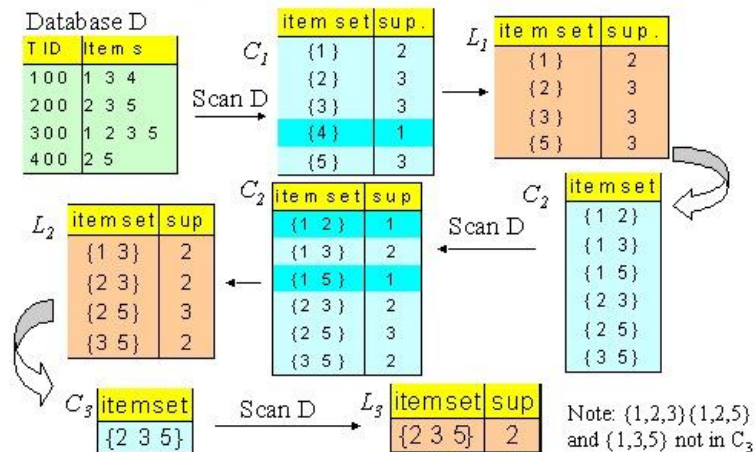 Database D
TID Items
100 1 3 4
200 2 3 5
300 1 2 3 5
400 2 5
Scan D
C1
itemset sup.
{1} 2
{2} 3
{3} 3
{4} 1
{5} 3
L1
itemset sup.
{1} 2
{2} 3
{3} 3
{5} 3
C2
itemset
{1 2}
{1 3}
{1 5}
{2 3}
{2 5}
{3 5}
Scan D
C2
itemset sup
{1 2} 1
{1 3} 2
{1 5} 1
{2 3} 2
{2 5} 3
{3 5} 2
L2
itemset sup
{1 3} 2
{2 3} 2
{2 5} 3
{3 5} 2
C3
itemset
{2 3 5}
Scan D
L3
itemset sup
{2 3 5} 2
Note: {1,2,3}{1,2,5}
and {1,3,5} not in C3